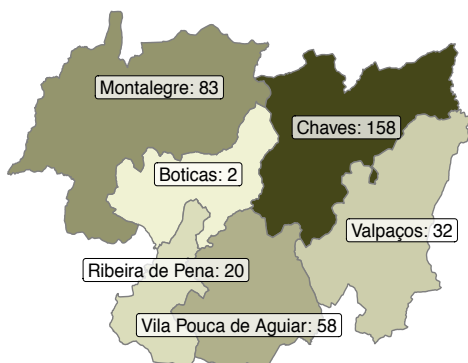 Montalegre: 83
Chaves: 158
Boticas: 2
Valpaços: 32
Ribeira de Pena: 20
Vila Pouca de Aguiar: 58